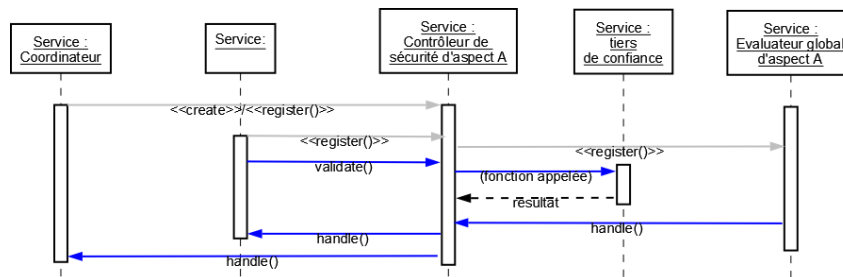 Service :
Coordinateur
Service:
Service :
Contrôleur de
sécurité d'aspect A
Service :
tiers
de confiance
Service :
Evaluateur global
d'aspect A
<<create>>/<<register()>>
<<register()>>
<<register()>>
validate()
(fonction appelée)
résultat
handle()
handle()
handle()